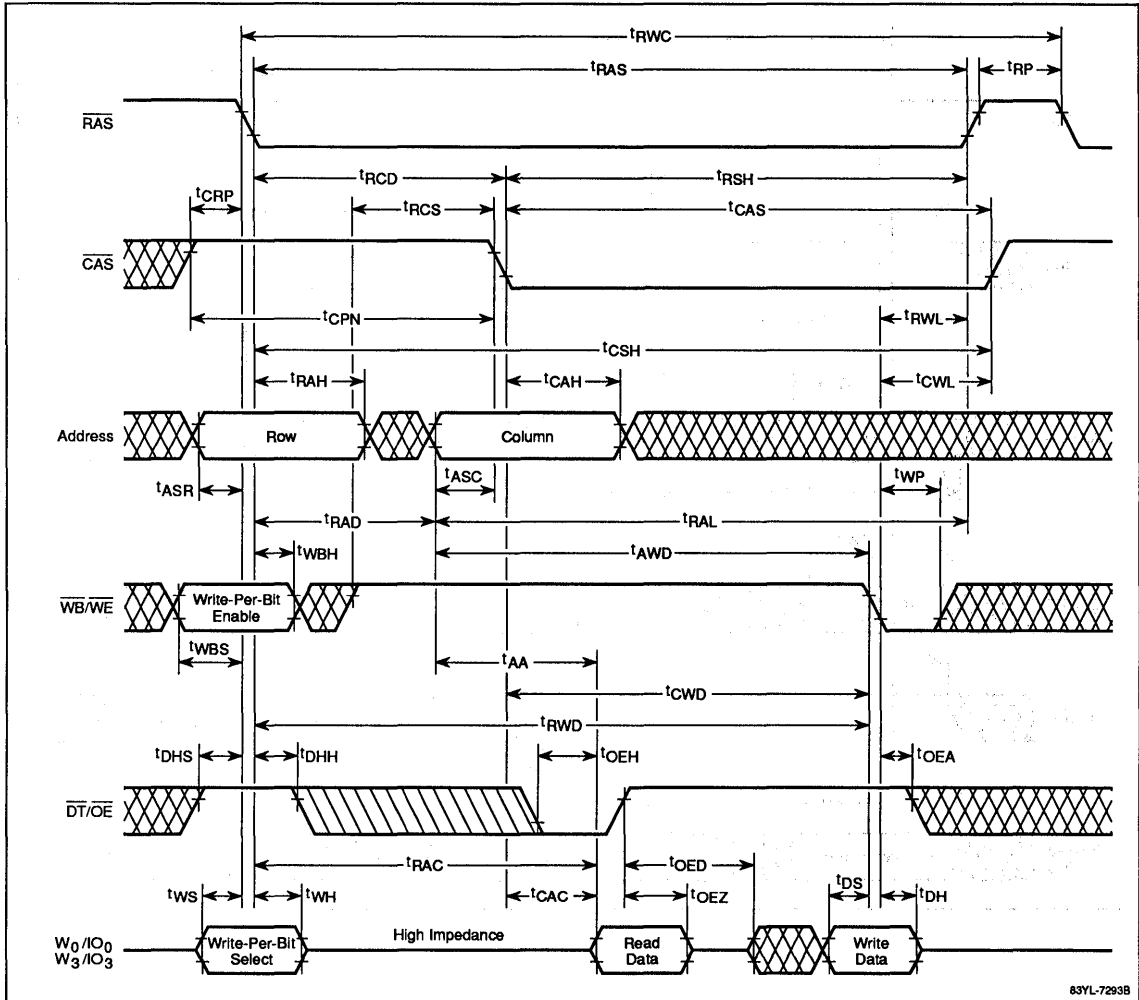 tRWC
tRAS
tRP
RAS
tRCD
tRSH
tCRP
tRCS
tCAS
CAS
tCPN
tRWL
tCSH
tRAH
tCAH
tCWL
Address
Row
Column
tASR
tASC
tWP
tRAD
tRAL
tWBH
tAWD
WB/WE
Write-Per-Bit
Enable
tWBS
tAA
tCWD
tRWD
tDHS
tDHH
tOEH
tOEA
DT/OE
tRAC
tOED
tWS
tWH
tCAC
tOEZ
tDS
tDH
W0/IO0
W3/IO3
Write-Per-Bit
Select
High Impedance
Read
Data
Write
Data
83YL-7293B